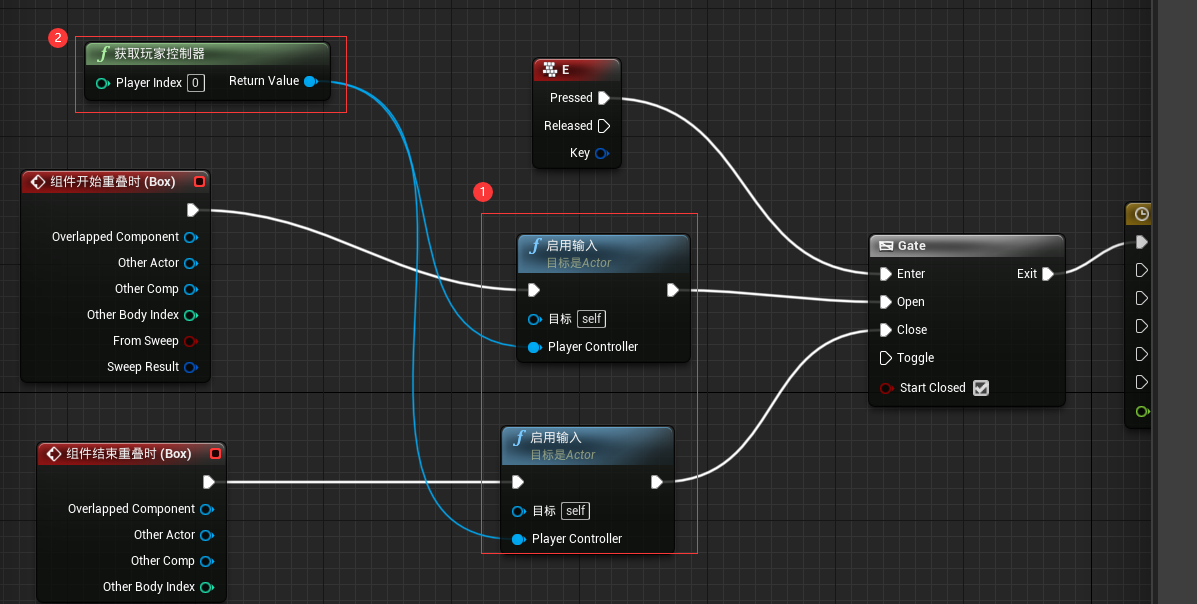 2
获取玩家控制器
Player Index 0 Return Value
E
Pressed
Released
Key
组件开始重叠时 (Box)
Overlapped Component
Other Actor
Other Comp
Other Body Index
From Sweep
Sweep Result
1
启用输入
目标是Actor
目标 self
Player Controller
Gate
Enter Exit
Open
Close
Toggle
Start Closed
组件结束重叠时 (Box)
Overlapped Component
Other Actor
Other Comp
Other Body Index
启用输入
目标是Actor
目标 self
Player Controller